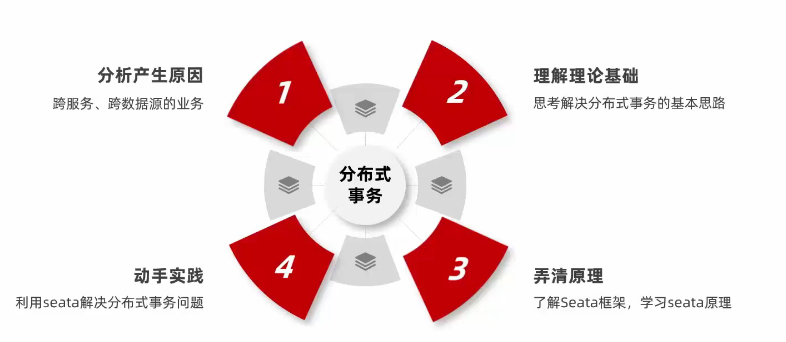 1
分析产生原因
跨服务、跨数据源的业务
2
理解理论基础
思考解决分布式事务的基本思路
分布式
事务
3
弄清原理
了解Seata框架，学习seata原理
4
动手实践
利用seata解决分布式事务问题